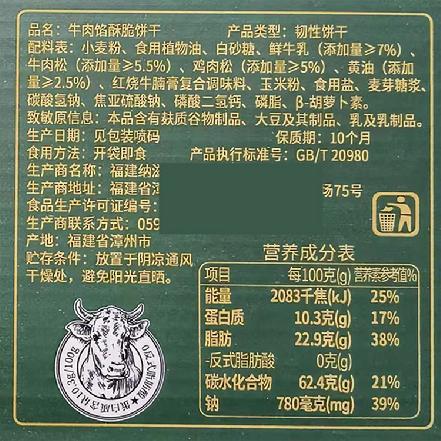 品名：牛肉馅酥脆饼干 产品类型：韧性饼干
配料表：小麦粉、食用植物油、白砂糖、鲜牛乳（添加量≥7%）、
牛肉松（添加量≥5.5%）、鸡肉松（添加量≥5%）、黄油（添加
量≥2.5%）、红烧牛腩膏复合调味料、玉米粉、食用盐、麦芽糖浆、
碳酸氢钠、焦亚硫酸钠、磷酸二氢钙、磷脂、β-胡萝卜素。
致敏原信息：本品含有麸质谷物制品、大豆及其制品、乳及乳制品。
生产日期：见包装喷码 保质期：10个月
食用方法：开袋即食 产品执行标准号：GB/T 20980
生产商名称：福建纳
生产商地址：福建省 扬75号
食品生产许可证编号：
生产商联系方式：059
产地：福建省漳州市
贮存条件：放置于阴凉通风
干燥处，避免阳光直晒。
营养成分表
项目 每100克(g) 营养素参考值%
能量 2083千焦(kJ) 25%
蛋白质 10.3克(g) 17%
脂肪 22.9克(g) 38%
-反式脂肪酸 0克(g)
碳水化合物 62.4克(g) 21%
钠 780毫克(mg) 39%